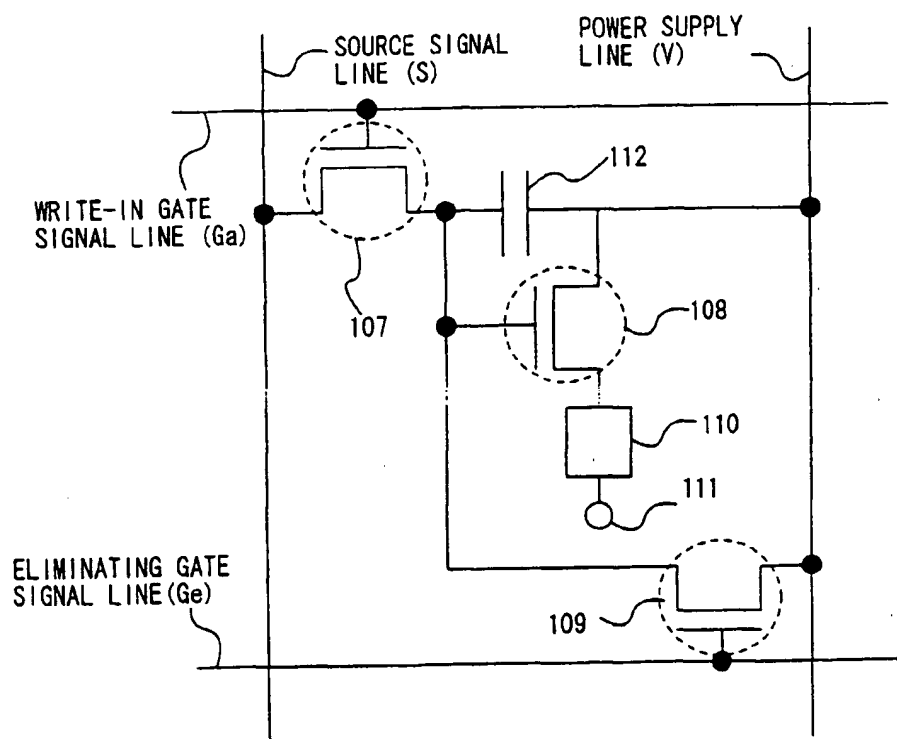 SOURCE SIGNAL
LINE (S)
POWER SUPPLY
LINE (V)
112
WRITE-IN GATE
SIGNAL LINE (Ga)
107
108
110
111
ELIMINATING GATE
SIGNAL LINE(Ge)
109